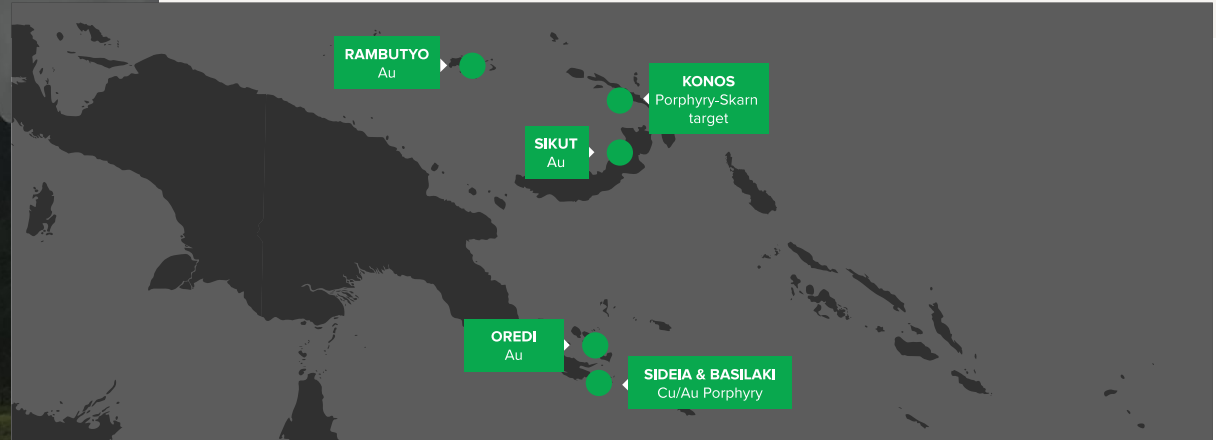 RAMBUTYO
Au
KONOS
Porphyry-Skarn
target
SIKUT
Au
OREDI
Au
SIDEIA & BASILAKI
Cu/Au Porphyry